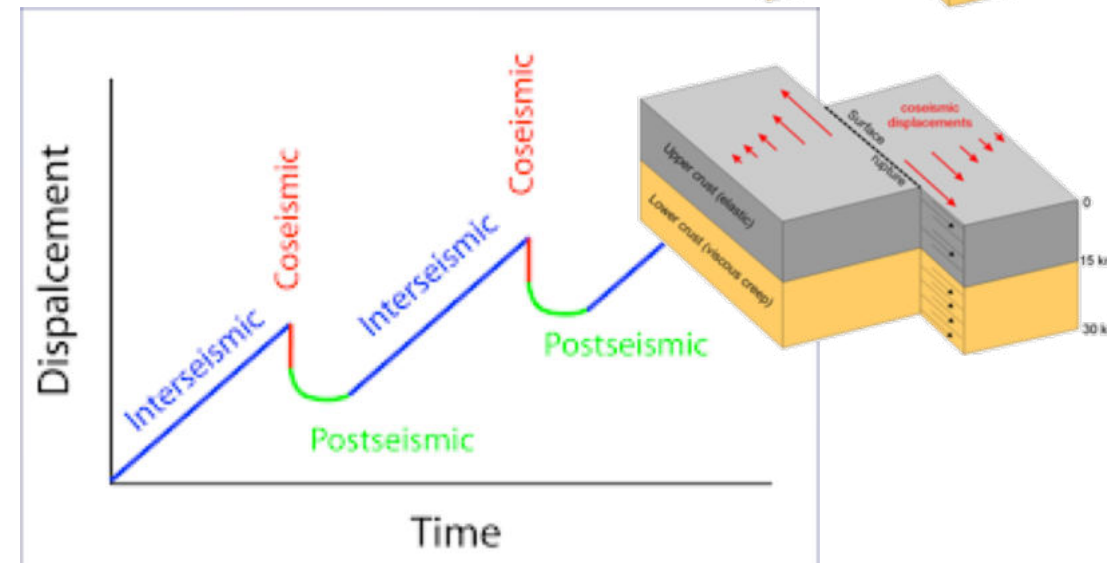 Dispalcement
Time
Interseismic
Coseismic
Postseismic
Interseismic
Coseismic
Postseismic
Surface
rupture
coseismic
displacements
Upper crust (elastic)
Lower crust (viscous creep)
0
15 k
30 k